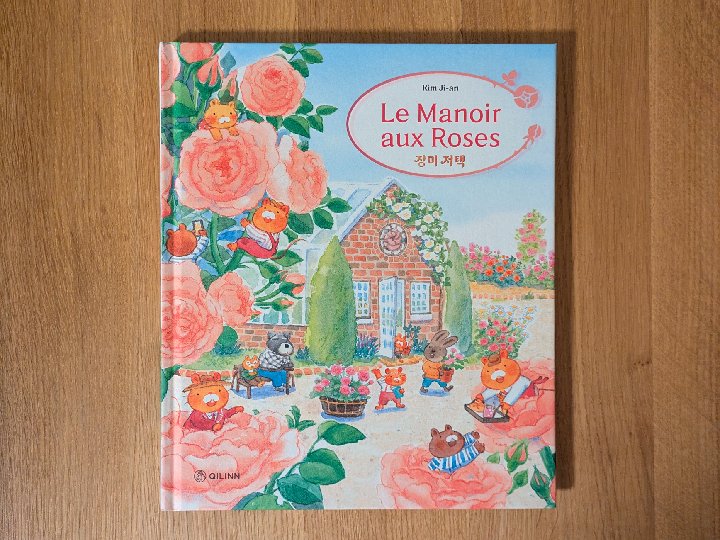 Kim Ji-an
Le Manoir
aux Roses
장미 저택
QILINN